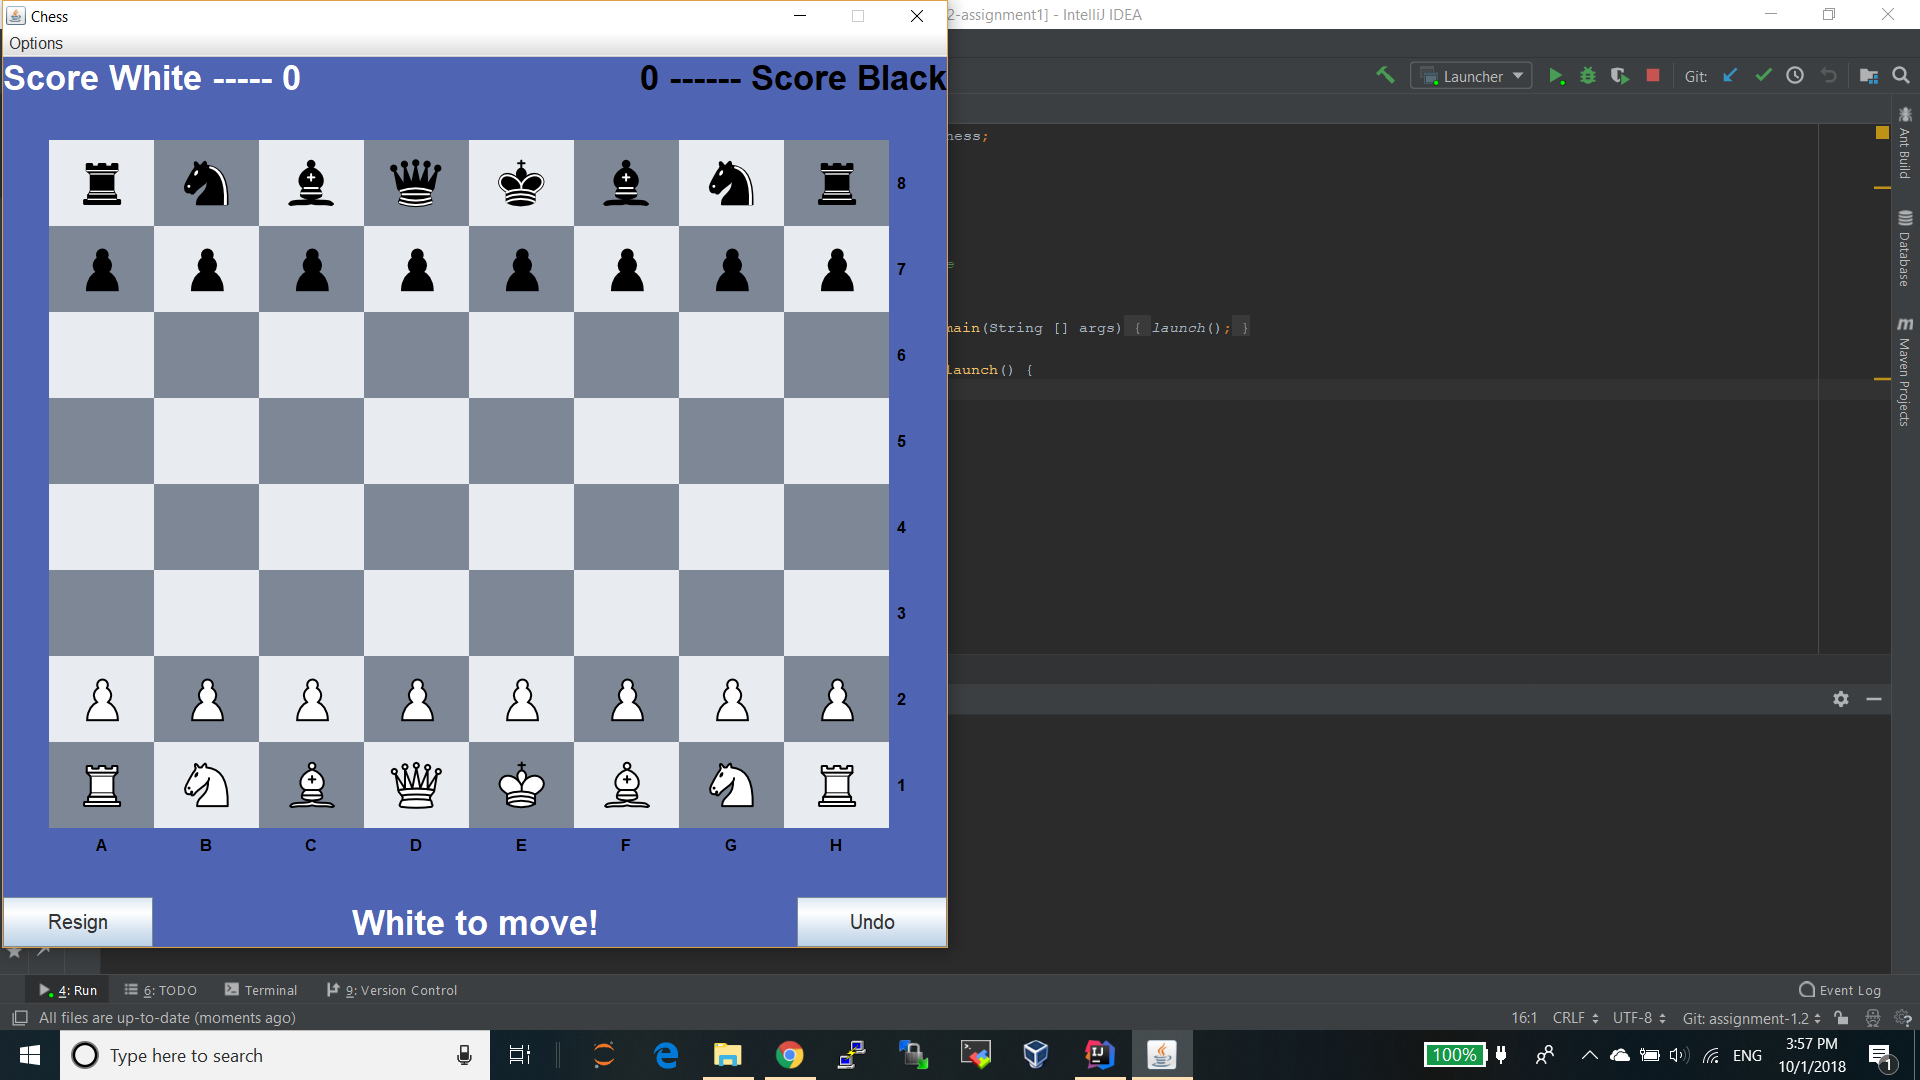 Chess
2-assignment1] - IntelliJ IDEA
Options
Score White ----- 0
0 ------ Score Black
Launcher
Git:
ness;
8
7
6
5
4
3
2
1
A B C D E F G H
Resign
White to move!
Undo
e
main(String [] args) { launch(); }
launch() {
Ant Build
Database
m
Maven Projects
4: Run
6: TODO
Terminal
9: Version Control
Event Log
All files are up-to-date (moments ago)
16:1
CRLF
UTF-8
Git: assignment-1.2
Type here to search
100%
ENG
3:57 PM
10/1/2018
1